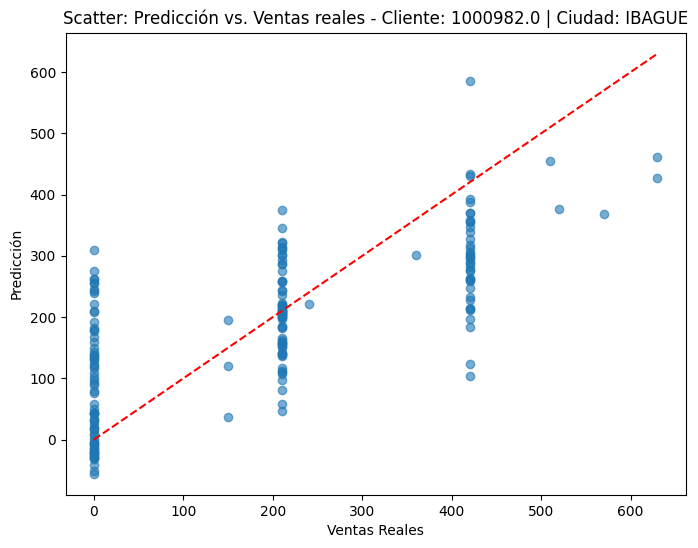 Scatter: Predicción vs. Ventas reales - Cliente: 1000982.0 | Ciudad: IBAGUE
600
500
400
300
200
100
0
Predicción
0 100 200 300 400 500 600
Ventas Reales